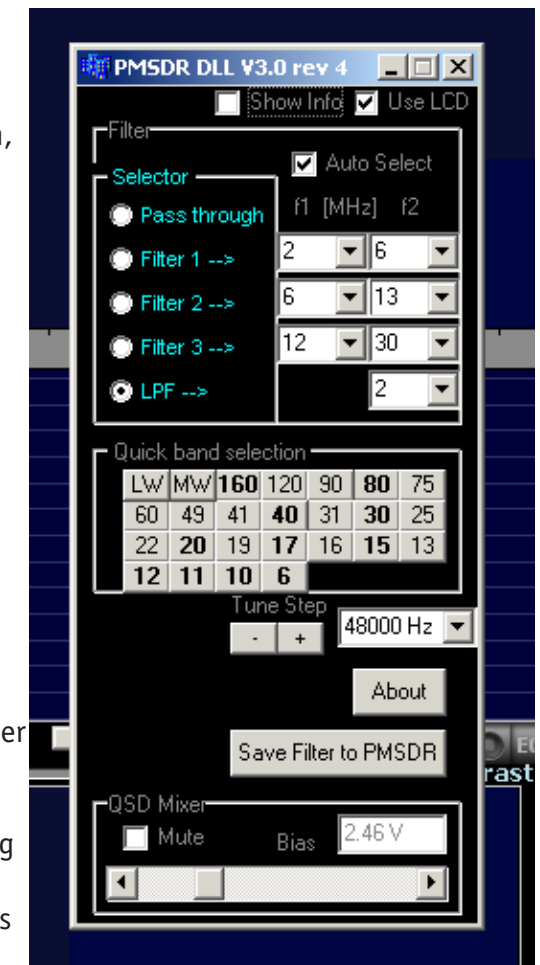 PMSDR DLL V3.0 rev 4
Show Info Use LCD
Filter
Auto Select
Selector
f1 [MHz] f2
Pass through
Filter 1 --> 2 6
Filter 2 --> 6 13
Filter 3 --> 12 30
LPF --> 2
Quick band selection
LW MW 160 120 90 80 75
60 49 41 40 31 30 25
22 20 19 17 16 15 13
12 11 10 6
Tune Step
- + 48000 Hz
About
er
Save Filter to PMSDR
rast
QSD Mixer
Mute Bias 2.46 V
g
s